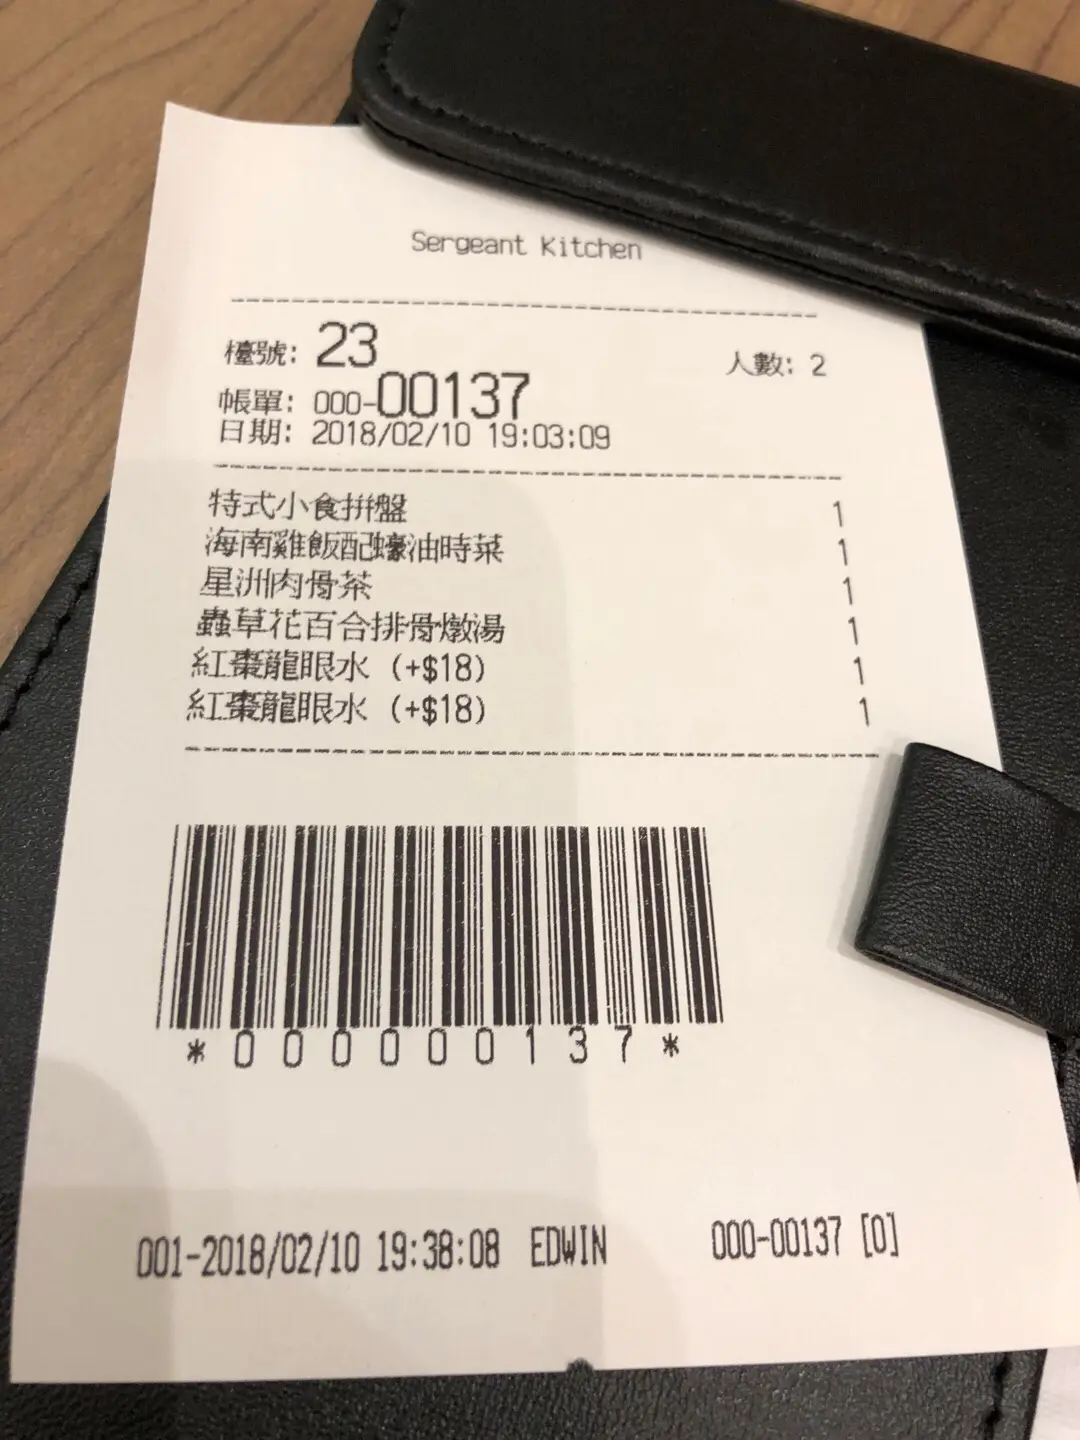 Sergeant Kitchen
檯號: 23 人數: 2
帳單: 000-00137
日期: 2018/02/10 19:03:09
特式小食拼盤 1
海南雞飯配蠔油時菜 1
星洲肉骨茶 1
蟲草花百合排骨燉湯 1
紅棗龍眼水 (+$18) 1
紅棗龍眼水 (+$18) 1
*000000137*
001-2018/02/10 19:38:08 EDWIN 000-00137 [0]